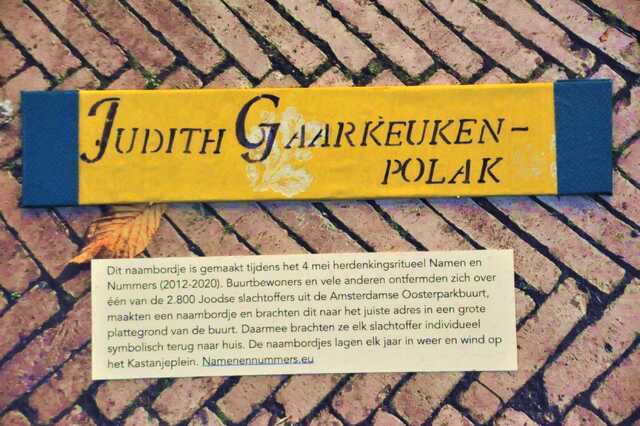 JUDITH GAARKEUKEN-
POLAK
Dit naambordje is gemaakt tijdens het 4 mei herdenkingsritueel Namen en
Nummers (2012-2020). Buurtbewoners en vele anderen ontfermden zich over
één van de 2.800 Joodse slachtoffers uit de Amsterdamse Oosterparkbuurt,
maakten een naambordje en brachten dit naar het juiste adres in een grote
plattegrond van de buurt. Daarmee brachten ze elk slachtoffer individueel
symbolisch terug naar huis. De naambordjes lagen elk jaar in weer en wind op
het Kastanjeplein. Namenennummers.eu